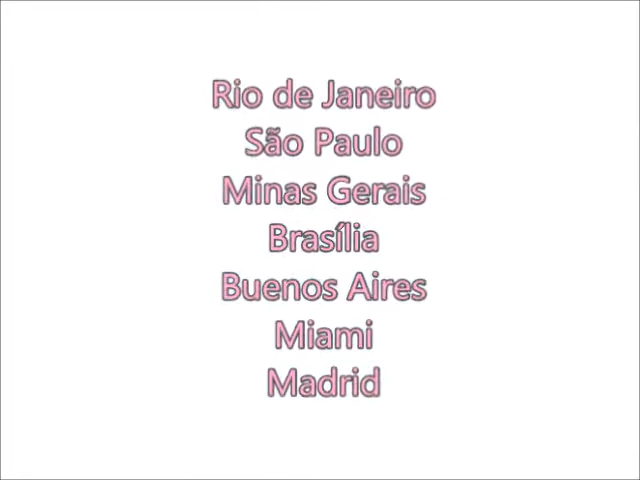 Rio de Janeiro
São Paulo
Minas Gerais
Brasília
Buenos Aires
Miami
Madrid